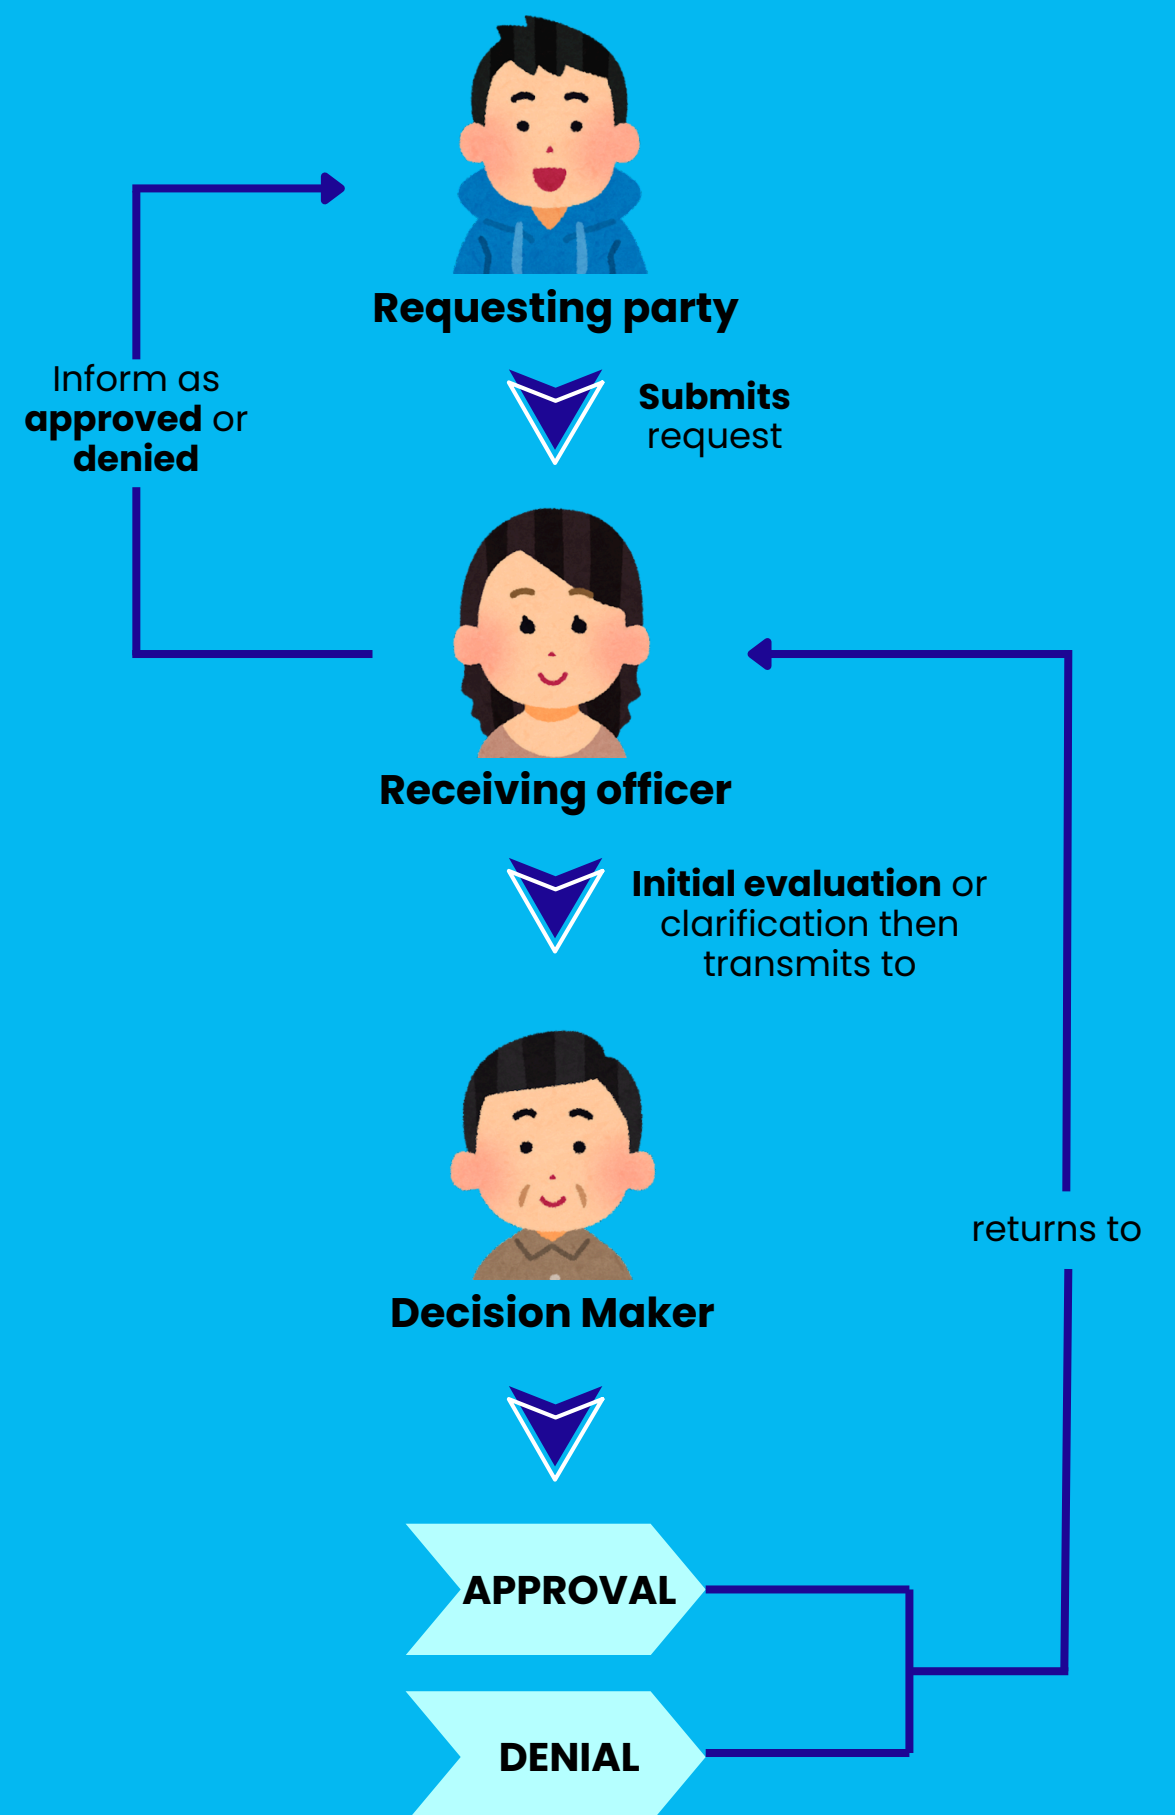 Requesting party
Submits
request
Inform as
approved or
denied
Receiving officer
Initial evaluation or
clarification then
transmits to
Decision Maker
returns to
APPROVAL
DENIAL